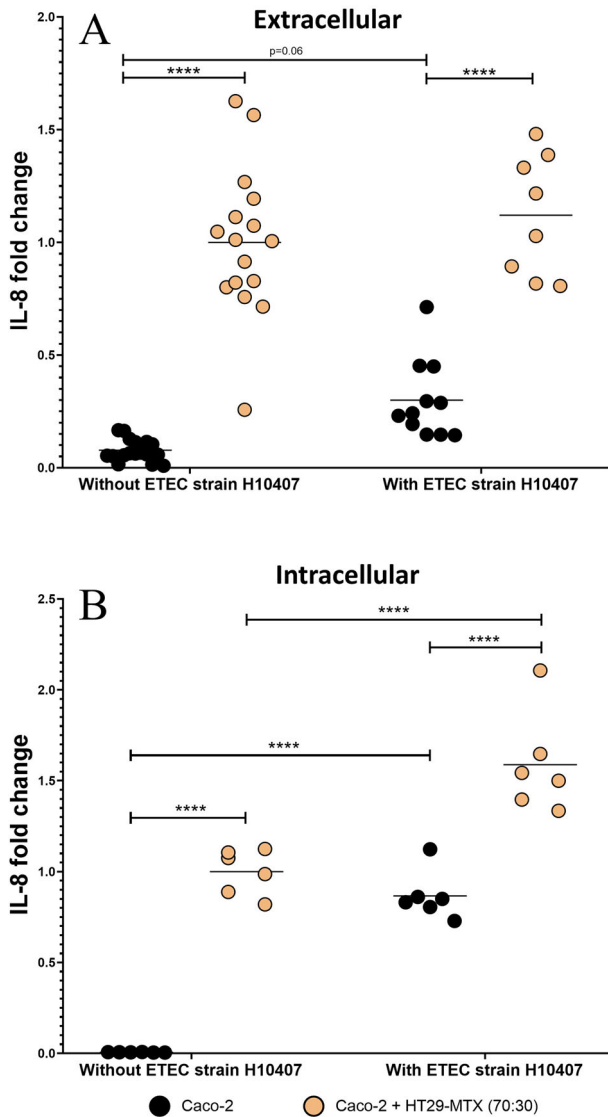 A
Extracellular
p=0.06
****
****
IL-8 fold change
2.0
1.5
1.0
0.5
0.0
Without ETEC strain H10407
With ETEC strain H10407
B
Intracellular
****
****
****
****
IL-8 fold change
2.5
2.0
1.5
1.0
0.5
0.0
Without ETEC strain H10407
With ETEC strain H10407
Caco-2
Caco-2 + HT29-MTX (70:30)